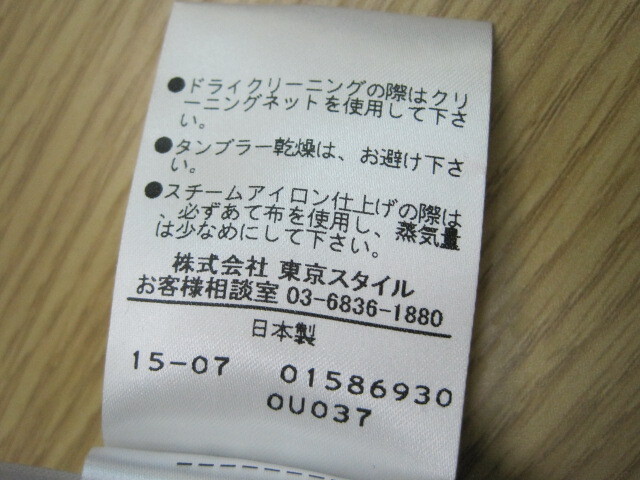 ●ドライクリーニングの際はクリ
ーニングネットを使用して下さ
い。
●タンブラー乾燥は、お避け下さ
い。
●スチームアイロン仕上げの際は
、必ずあて布を使用し、蒸気量
は少なめにして下さい。
株式会社 東京スタイル
お客様相談室 03-6836-1880
日本製
15-07 01586930
0U037